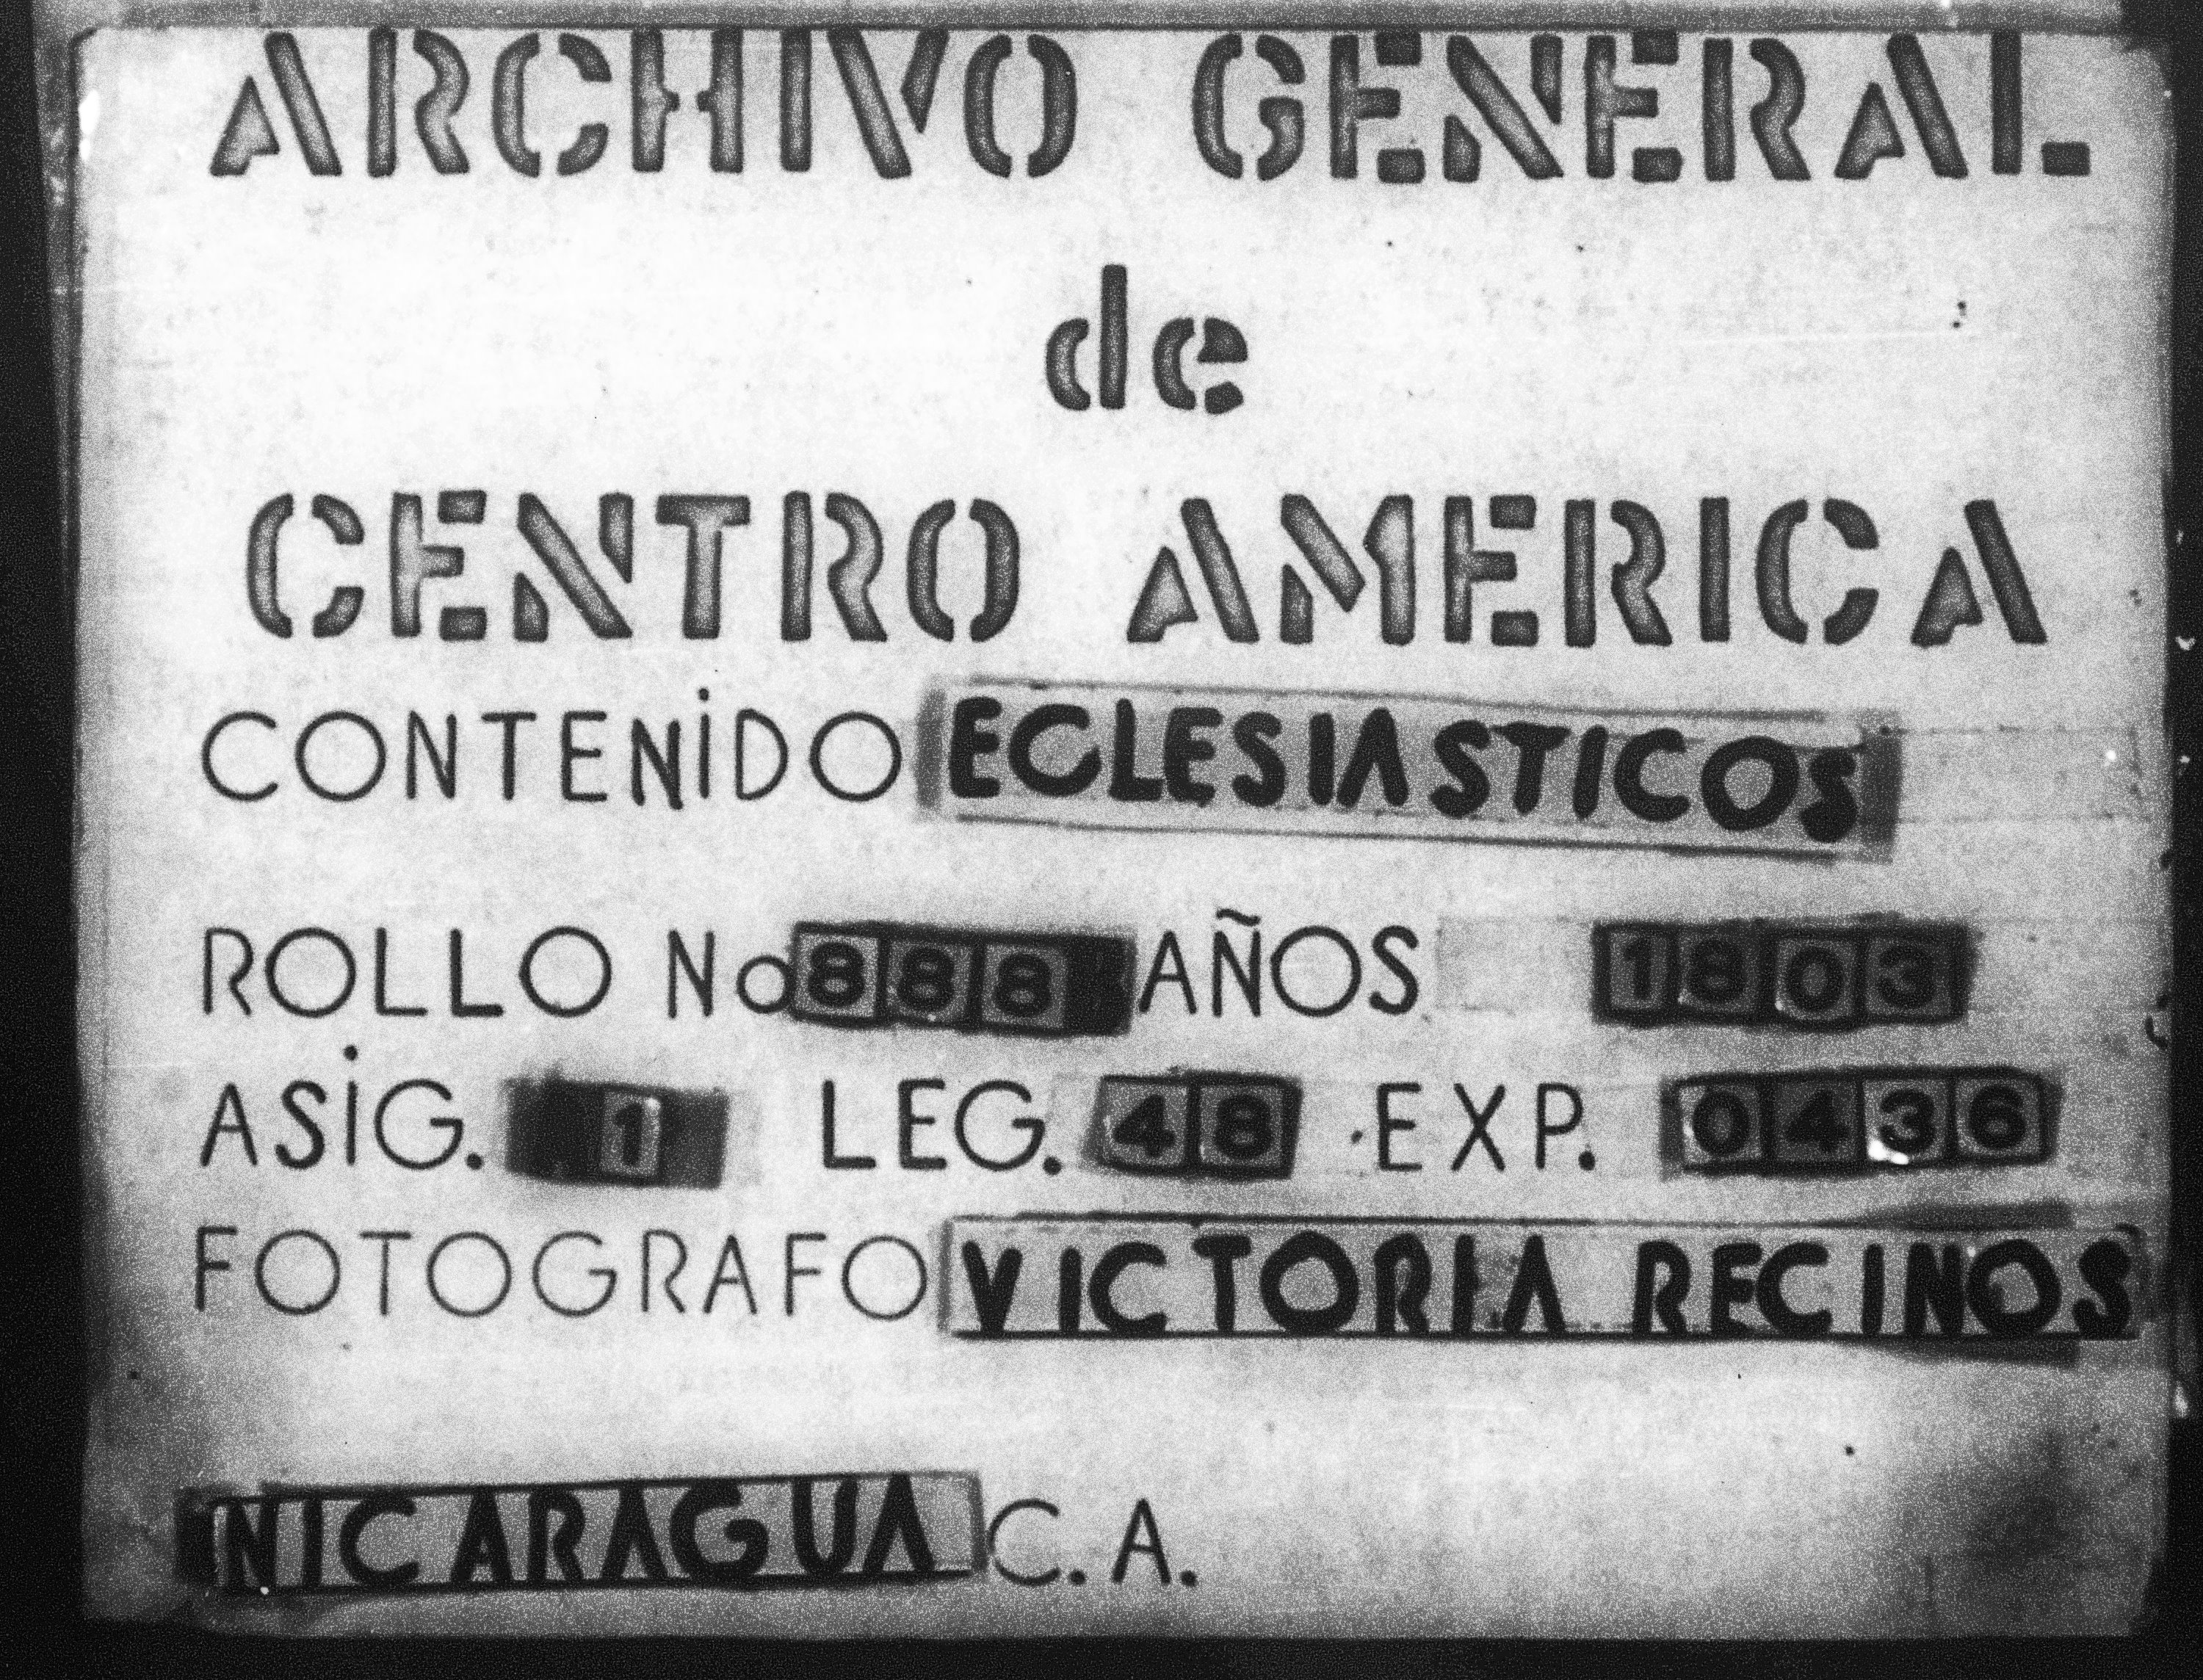 ARCHIVO GENERAL
de
CENTRO AMERICA
CONTENIDO ECLESIASTICOS
ROLLO No 888 AÑOS 1803
ASIG. 1 LEG. 48 EXP. 0436
FOTOGRAFO VICTORIA RECINOS
NICARAGUA C.A.